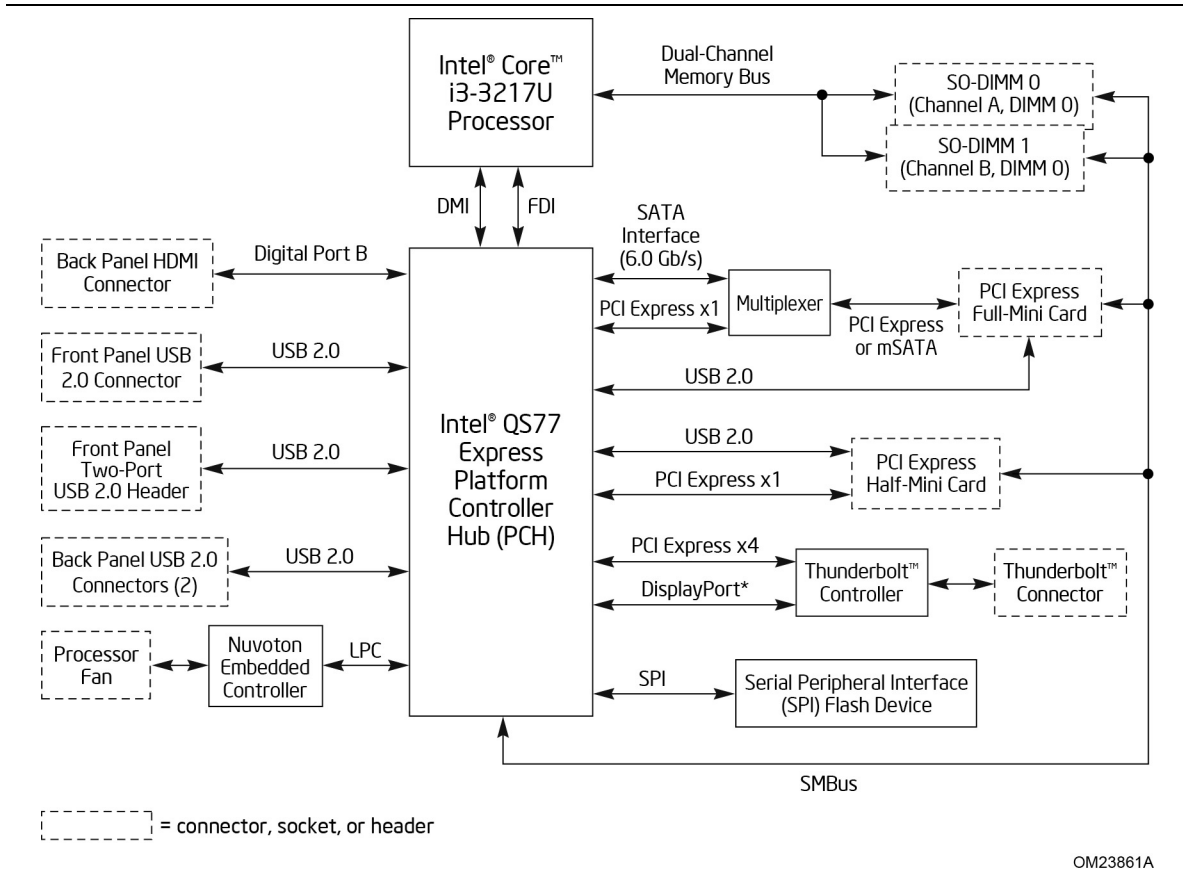 Intel® Core™
i3-3217U
Processor
Dual-Channel
Memory Bus
SO-DIMM 0
(Channel A, DIMM 0)
SO-DIMM 1
(Channel B, DIMM 0)
DMI
FDI
Back Panel HDMI
Connector
Digital Port B
SATA
Interface
(6.0 Gb/s)
PCI Express x1
Multiplexer
PCI Express
or mSATA
PCI Express
Full-Mini Card
Front Panel USB
2.0 Connector
USB 2.0
USB 2.0
Intel® QS77
Express
Platform
Controller
Hub (PCH)
Front Panel
Two-Port
USB 2.0 Header
USB 2.0
USB 2.0
PCI Express x1
PCI Express
Half-Mini Card
Back Panel USB 2.0
Connectors (2)
USB 2.0
PCI Express x4
DisplayPort*
Thunderbolt™
Controller
Thunderbolt™
Connector
Processor
Fan
Nuvoton
Embedded
Controller
LPC
SPI
Serial Peripheral Interface
(SPI) Flash Device
SMBus
= connector, socket, or header
OM23861A